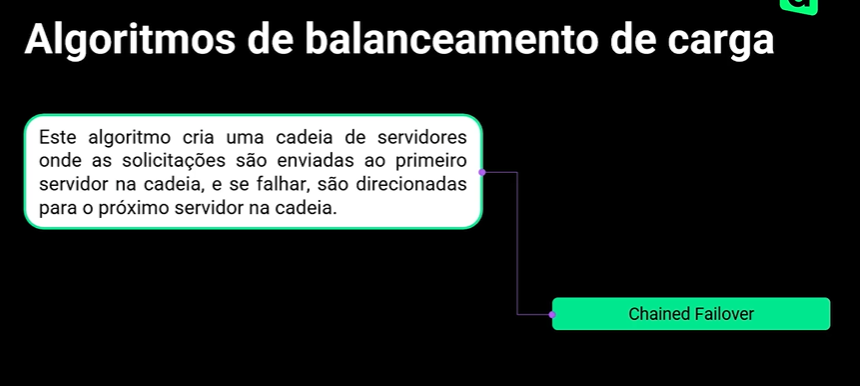 Algoritmos de balanceamento de carga
Este algoritmo cria uma cadeia de servidores
onde as solicitações são enviadas ao primeiro
servidor na cadeia, e se falhar, são direcionadas
para o próximo servidor na cadeia.
Chained Failover